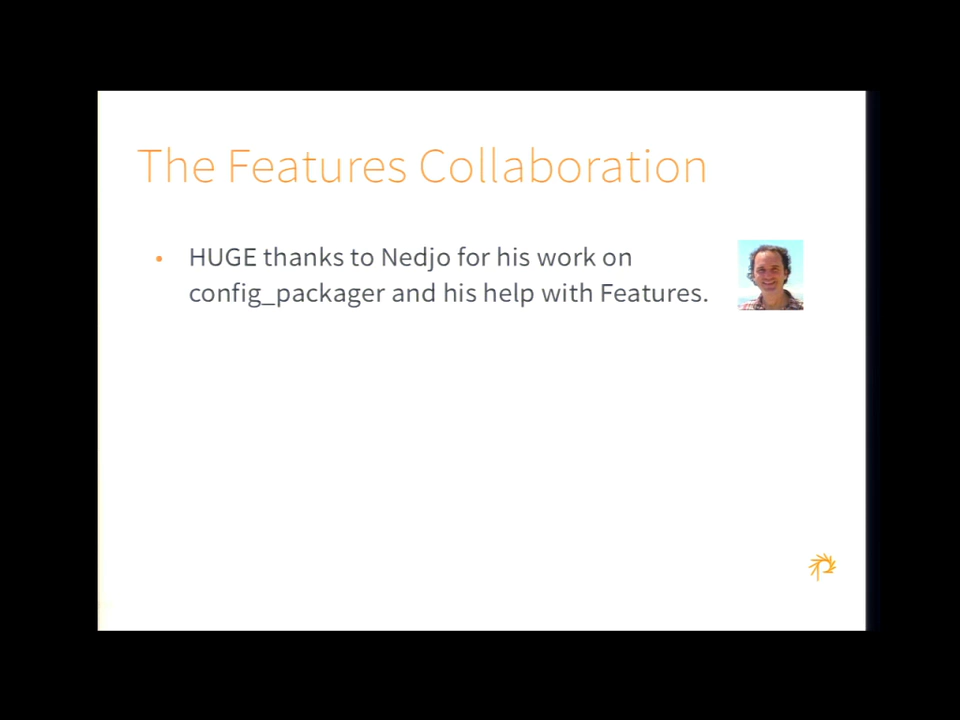 The Features Collaboration
• HUGE thanks to Nedjo for his work on
config_packager and his help with Features.